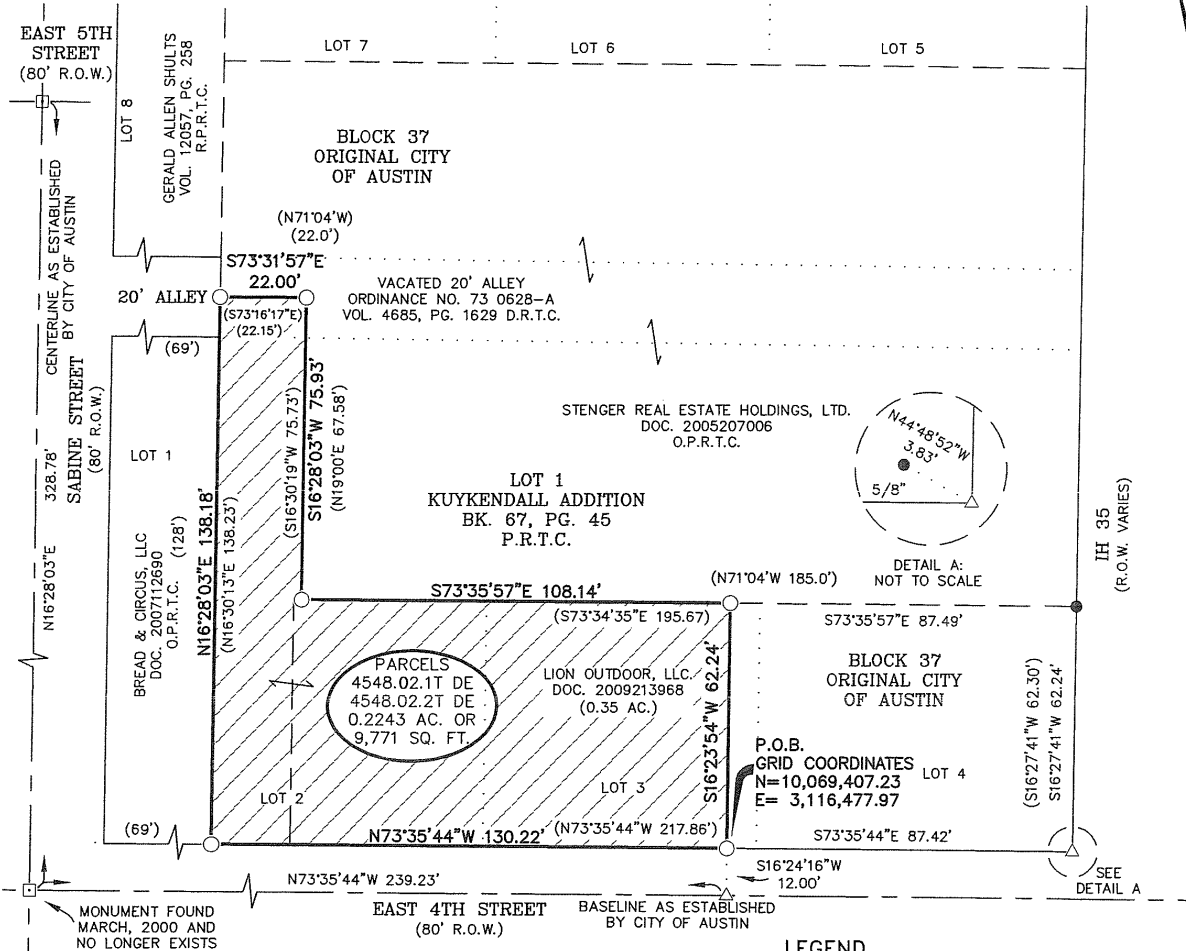 EAST 5TH
STREET
(80' R.O.W.)
LOT 8
GERALD ALLEN SHULTS
VOL. 12057, PG. 258
R.P.R.T.C.
LOT 7
LOT 6
LOT 5
BLOCK 37
ORIGINAL CITY
OF AUSTIN
CENTERLINE AS ESTABLISHED
BY CITY OF AUSTIN
(N71°04'W)
(22.0')
S73°31'57"E
22.00'
20' ALLEY
(S73°16'17"E)
(22.15')
VACATED 20' ALLEY
ORDINANCE NO. 73 0628-A
VOL. 4685, PG. 1629 D.R.T.C.
(69')
328.78'
SABINE STREET
(80' R.O.W.)
N16°28'03"E
LOT 1
BREAD & CIRCUS, LLC
DOC. 2007112690
O.P.R.T.C.
(128')
N16°28'03"E 138.18'
(N16°30'13"E 138.23')
(S16°30'19"W 75.73')
S16°28'03"W 75.93'
(N19°00'E 67.58')
STENGER REAL ESTATE HOLDINGS, LTD.
DOC. 2005207006
O.P.R.T.C.
LOT 1
KUYKENDALL ADDITION
BK. 67, PG. 45
P.R.T.C.
N44°48'52"W
3.83'
5/8"
DETAIL A:
NOT TO SCALE
IH 35
(R.O.W. VARIES)
S73°35'57"E 108.14'
(N71°04'W 185.0')
(S73°34'35"E 195.67)
S73°35'57"E 87.49'
PARCELS
4548.02.1T DE
4548.02.2T DE
0.2243 AC. OR
9,771 SQ. FT.
LION OUTDOOR, LLC.
DOC. 2009213968
(0.35 AC.)
S16°23'54"W 62.24'
BLOCK 37
ORIGINAL CITY
OF AUSTIN
(S16°27'41"W 62.30')
S16°27'41"W 62.24'
P.O.B.
GRID COORDINATES
N=10,069,407.23
E= 3,116,477.97
LOT 4
LOT 2
LOT 3
(69')
N73°35'44"W 130.22'
(N73°35'44"W 217.86')
S73°35'44"E 87.42'
S16°24'16"W
12.00'
SEE
DETAIL A
N73°35'44"W 239.23'
EAST 4TH STREET
(80' R.O.W.)
BASELINE AS ESTABLISHED
BY CITY OF AUSTIN
MONUMENT FOUND
MARCH, 2000 AND
NO LONGER EXISTS
LEGEND